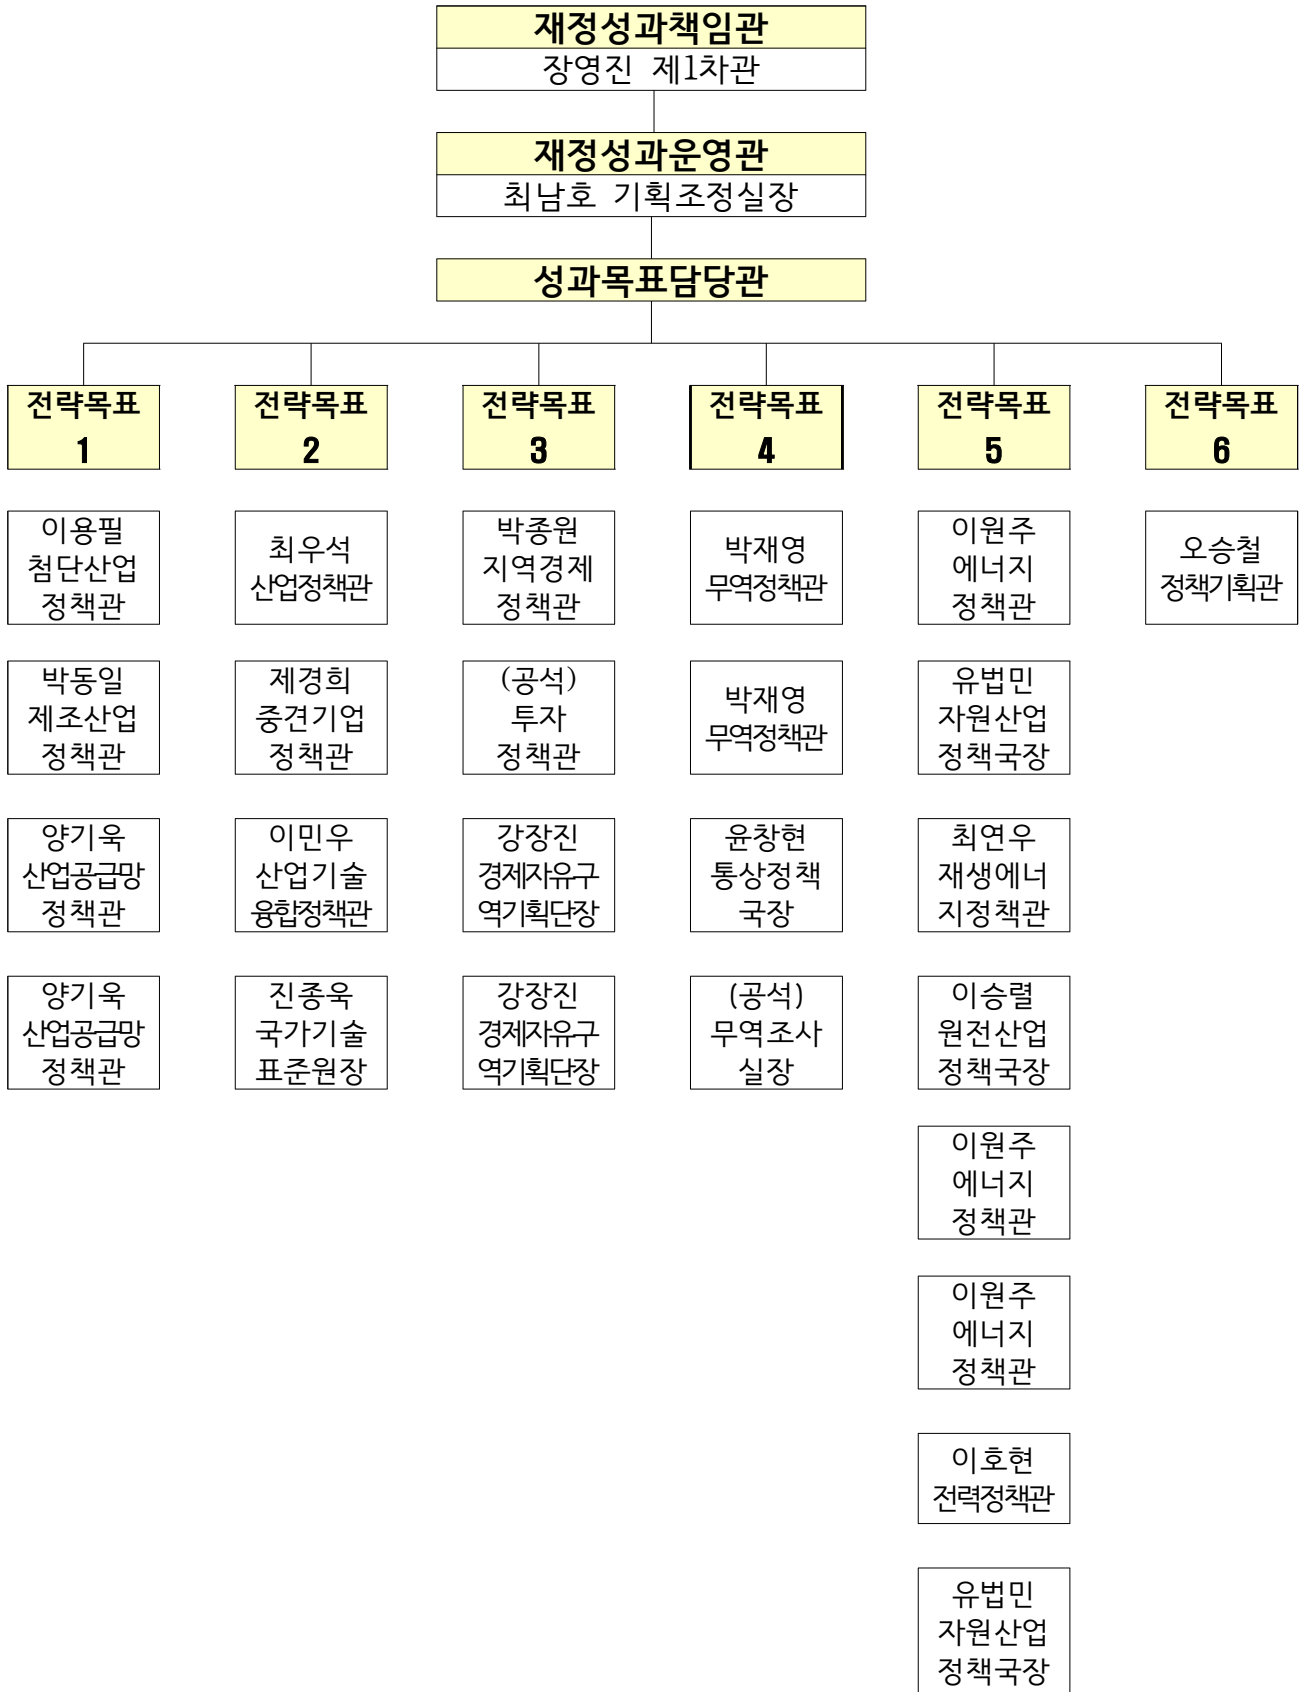 재정성과책임관
장영진 제1차관
재정성과운영관
최남호 기획조정실장
성과목표담당관
전략목표
1
전략목표
2
전략목표
3
전략목표
4
전략목표
5
전략목표
6
이용필
첨단산업
정책관
최우석
산업정책관
박종원
지역경제
정책관
박재영
무역정책관
이원주
에너지
정책관
오승철
정책기획관
박동일
제조산업
정책관
제경희
중견기업
정책관
(공석)
투자
정책관
박재영
무역정책관
유법민
자원산업
정책국장
양기욱
산업공급망
정책관
이민우
산업기술
융합정책관
강장진
경제자유구
역기획단장
윤창현
통상정책
국장
최연우
재생에너
지정책관
양기욱
산업공급망
정책관
진종욱
국가기술
표준원장
강장진
경제자유구
역기획단장
(공석)
무역조사
실장
이승렬
원전산업
정책국장
이원주
에너지
정책관
이원주
에너지
정책관
이호현
전력정책관
유법민
자원산업
정책국장